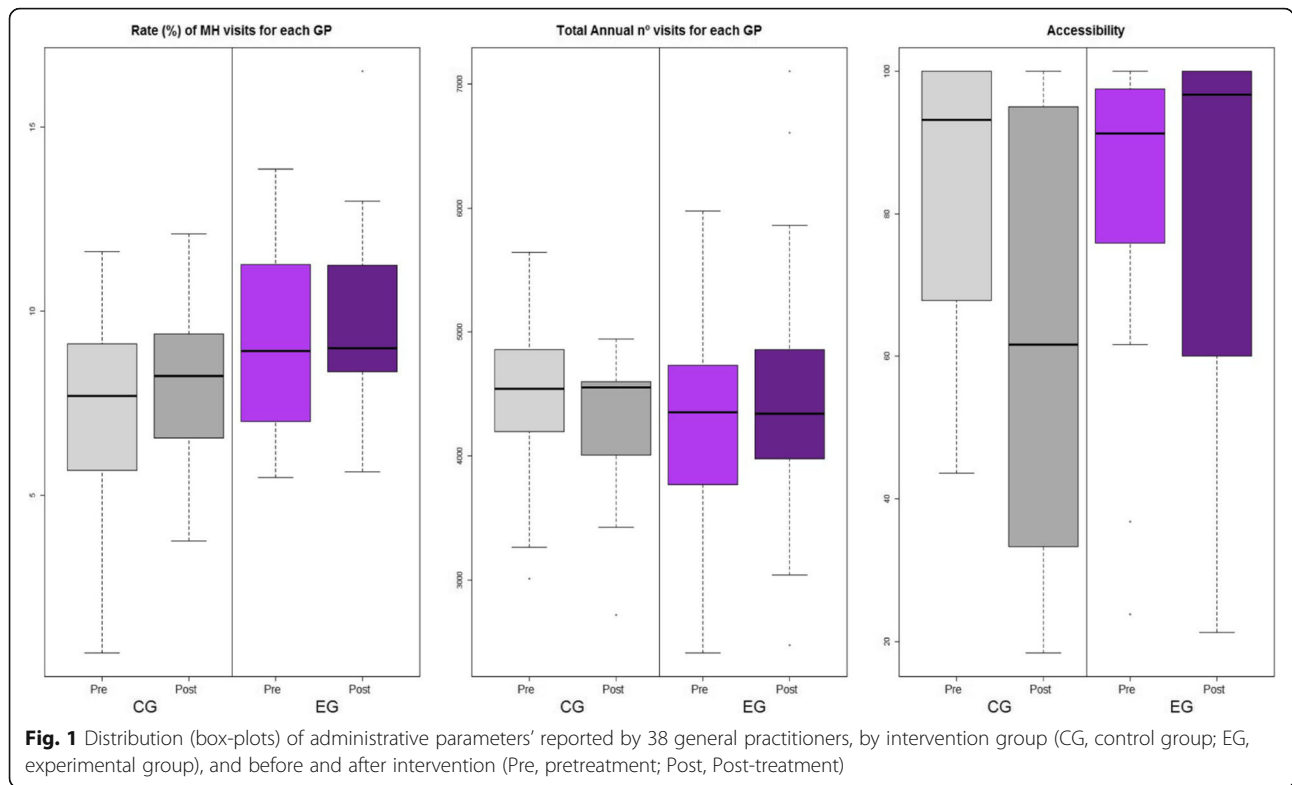 Rate (%) of MH visits for each GP
Total Annual nº visits for each GP
Accessibility
15
10
5
Pre
Post
Pre
Post
CG
EG
7000
6000
5000
4000
3000
Pre
Post
Pre
Post
CG
EG
100
80
60
40
20
Pre
Post
Pre
Post
CG
EG
Fig. 1 Distribution (box-plots) of administrative parameters' reported by 38 general practitioners, by intervention group (CG, control group; EG,
experimental group), and before and after intervention (Pre, pretreatment; Post, Post-treatment)